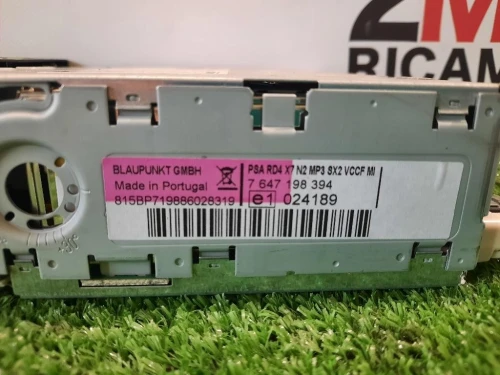 2M
RICAM
BLAUPUNKT GMBH
Made in Portugal
815BP719886028319
PSA RD4 X7 N2 MP3 SX2 VCCF MI
7 647 198 394
e1 024189